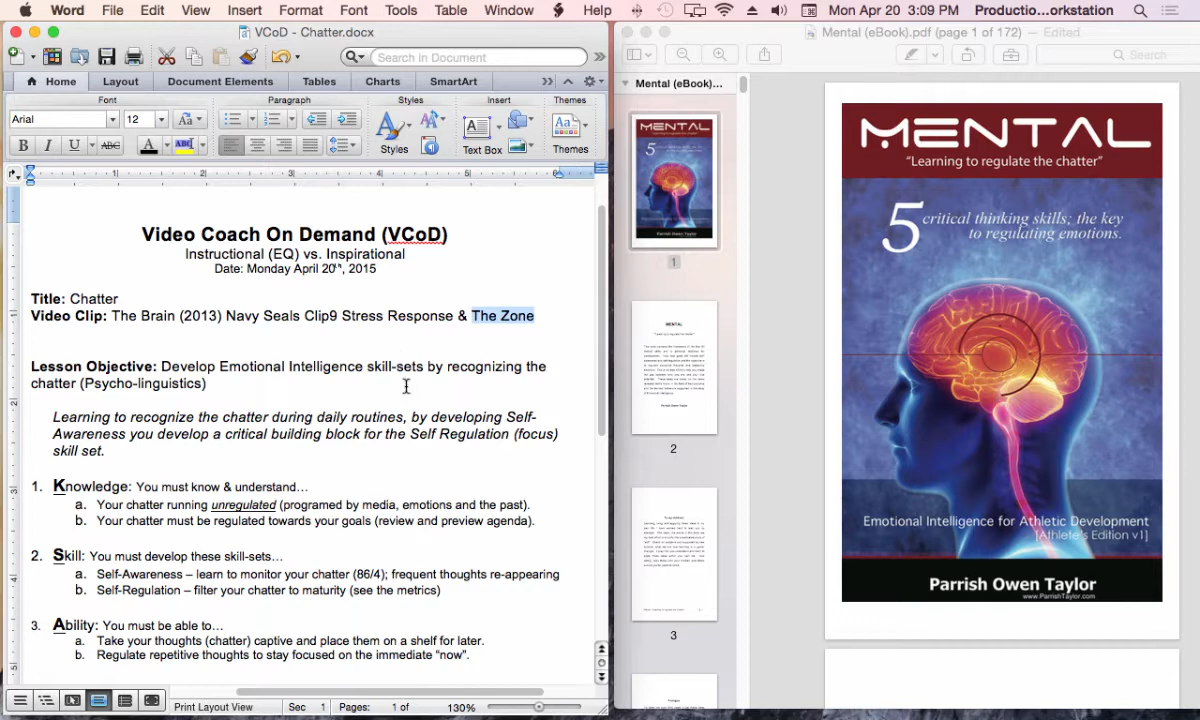 Word File Edit View Insert Format Font Tools Table Window Help Mon Apr 20 3:09 PM Productio...orkstation
VCoD - Chatter.docx
Search in Document
Home Layout Document Elements Tables Charts SmartArt
Font Paragraph Styles Insert Themes
Arial 12
Styles Text Box Themes
B I U ABC A ABC
Video Coach On Demand (VCoD)
Instructional (EQ) vs. Inspirational
Date: Monday April 20th, 2015
Title: Chatter
Video Clip: The Brain (2013) Navy Seals Clip9 Stress Response & The Zone
Lesson Objective: Develop Emotional Intelligence skill-sets by recognizing the
chatter (Psycho-linguistics)
Learning to recognize the chatter during daily routines, by developing Self-
Awareness you develop a critical building block for the Self Regulation (focus)
skill set.
1. Knowledge: You must know & understand…
a. Your chatter running unregulated (programed by media, emotions and the past).
b. Your chatter must be regulated towards your goals (review and preview agenda).
2. Skill: You must develop these skill-sets…
a. Self-Awareness – learn to monitor your chatter (86/4); frequent thoughts re-appearing
b. Self-Regulation – filter your chatter to maturity (see the metrics)
3. Ability: You must be able to…
a. Take your thoughts (chatter) captive and place them on a shelf for later.
b. Regulate repetitive thoughts to stay focused on the immediate “now”.
Print Layout View Sec 1 Pages: 1 of 130%
Mental (eBook).pdf (page 1 of 172) — Edited
Search
Mental (eBook)...
MENTAL
1
MENTAL
2
3
MENTAL
“Learning to regulate the chatter”
5 critical thinking skills; the key
to regulating emotions.
Emotional Intelligence for Athletic Development
[Athlete's Edition v1]
Parrish Owen Taylor
www.ParrishTaylor.com